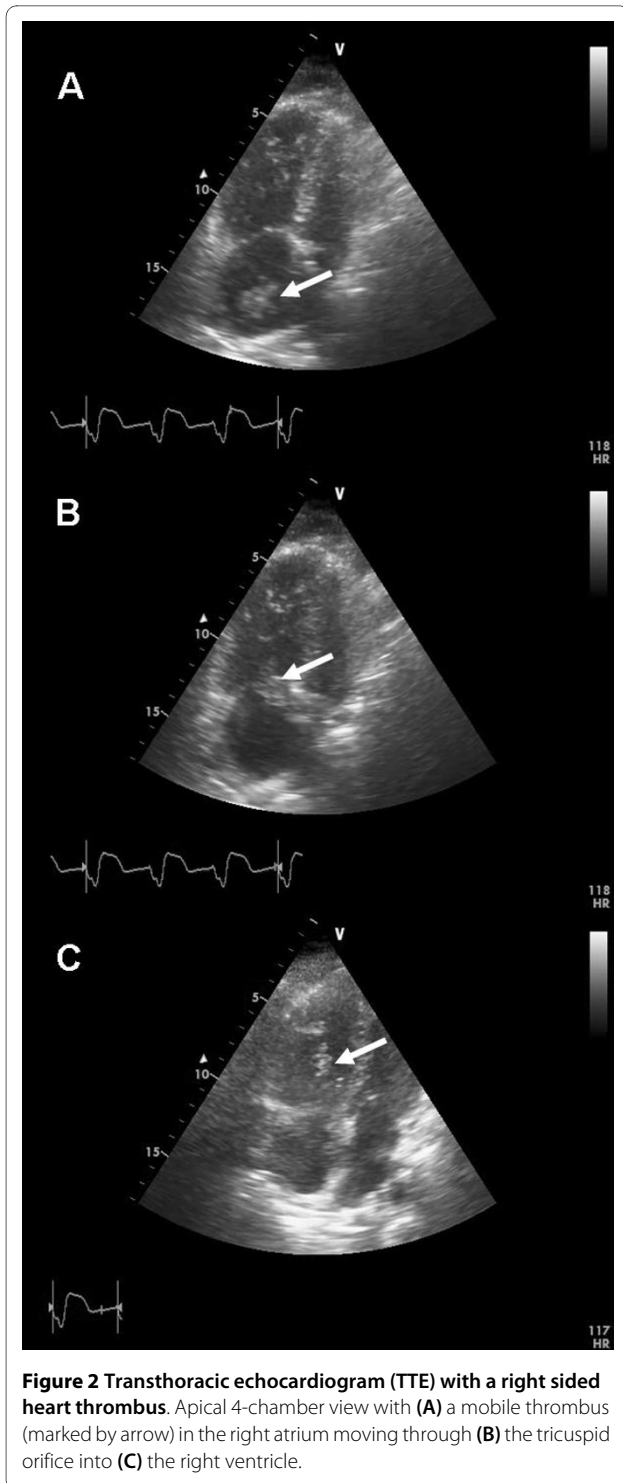 A
V
5
10
15
118
HR
B
V
5
10
15
118
HR
C
V
5
10
15
117
HR
Figure 2 Transthoracic echocardiogram (TTE) with a right sided
heart thrombus. Apical 4-chamber view with (A) a mobile thrombus
(marked by arrow) in the right atrium moving through (B) the tricuspid
orifice into (C) the right ventricle.